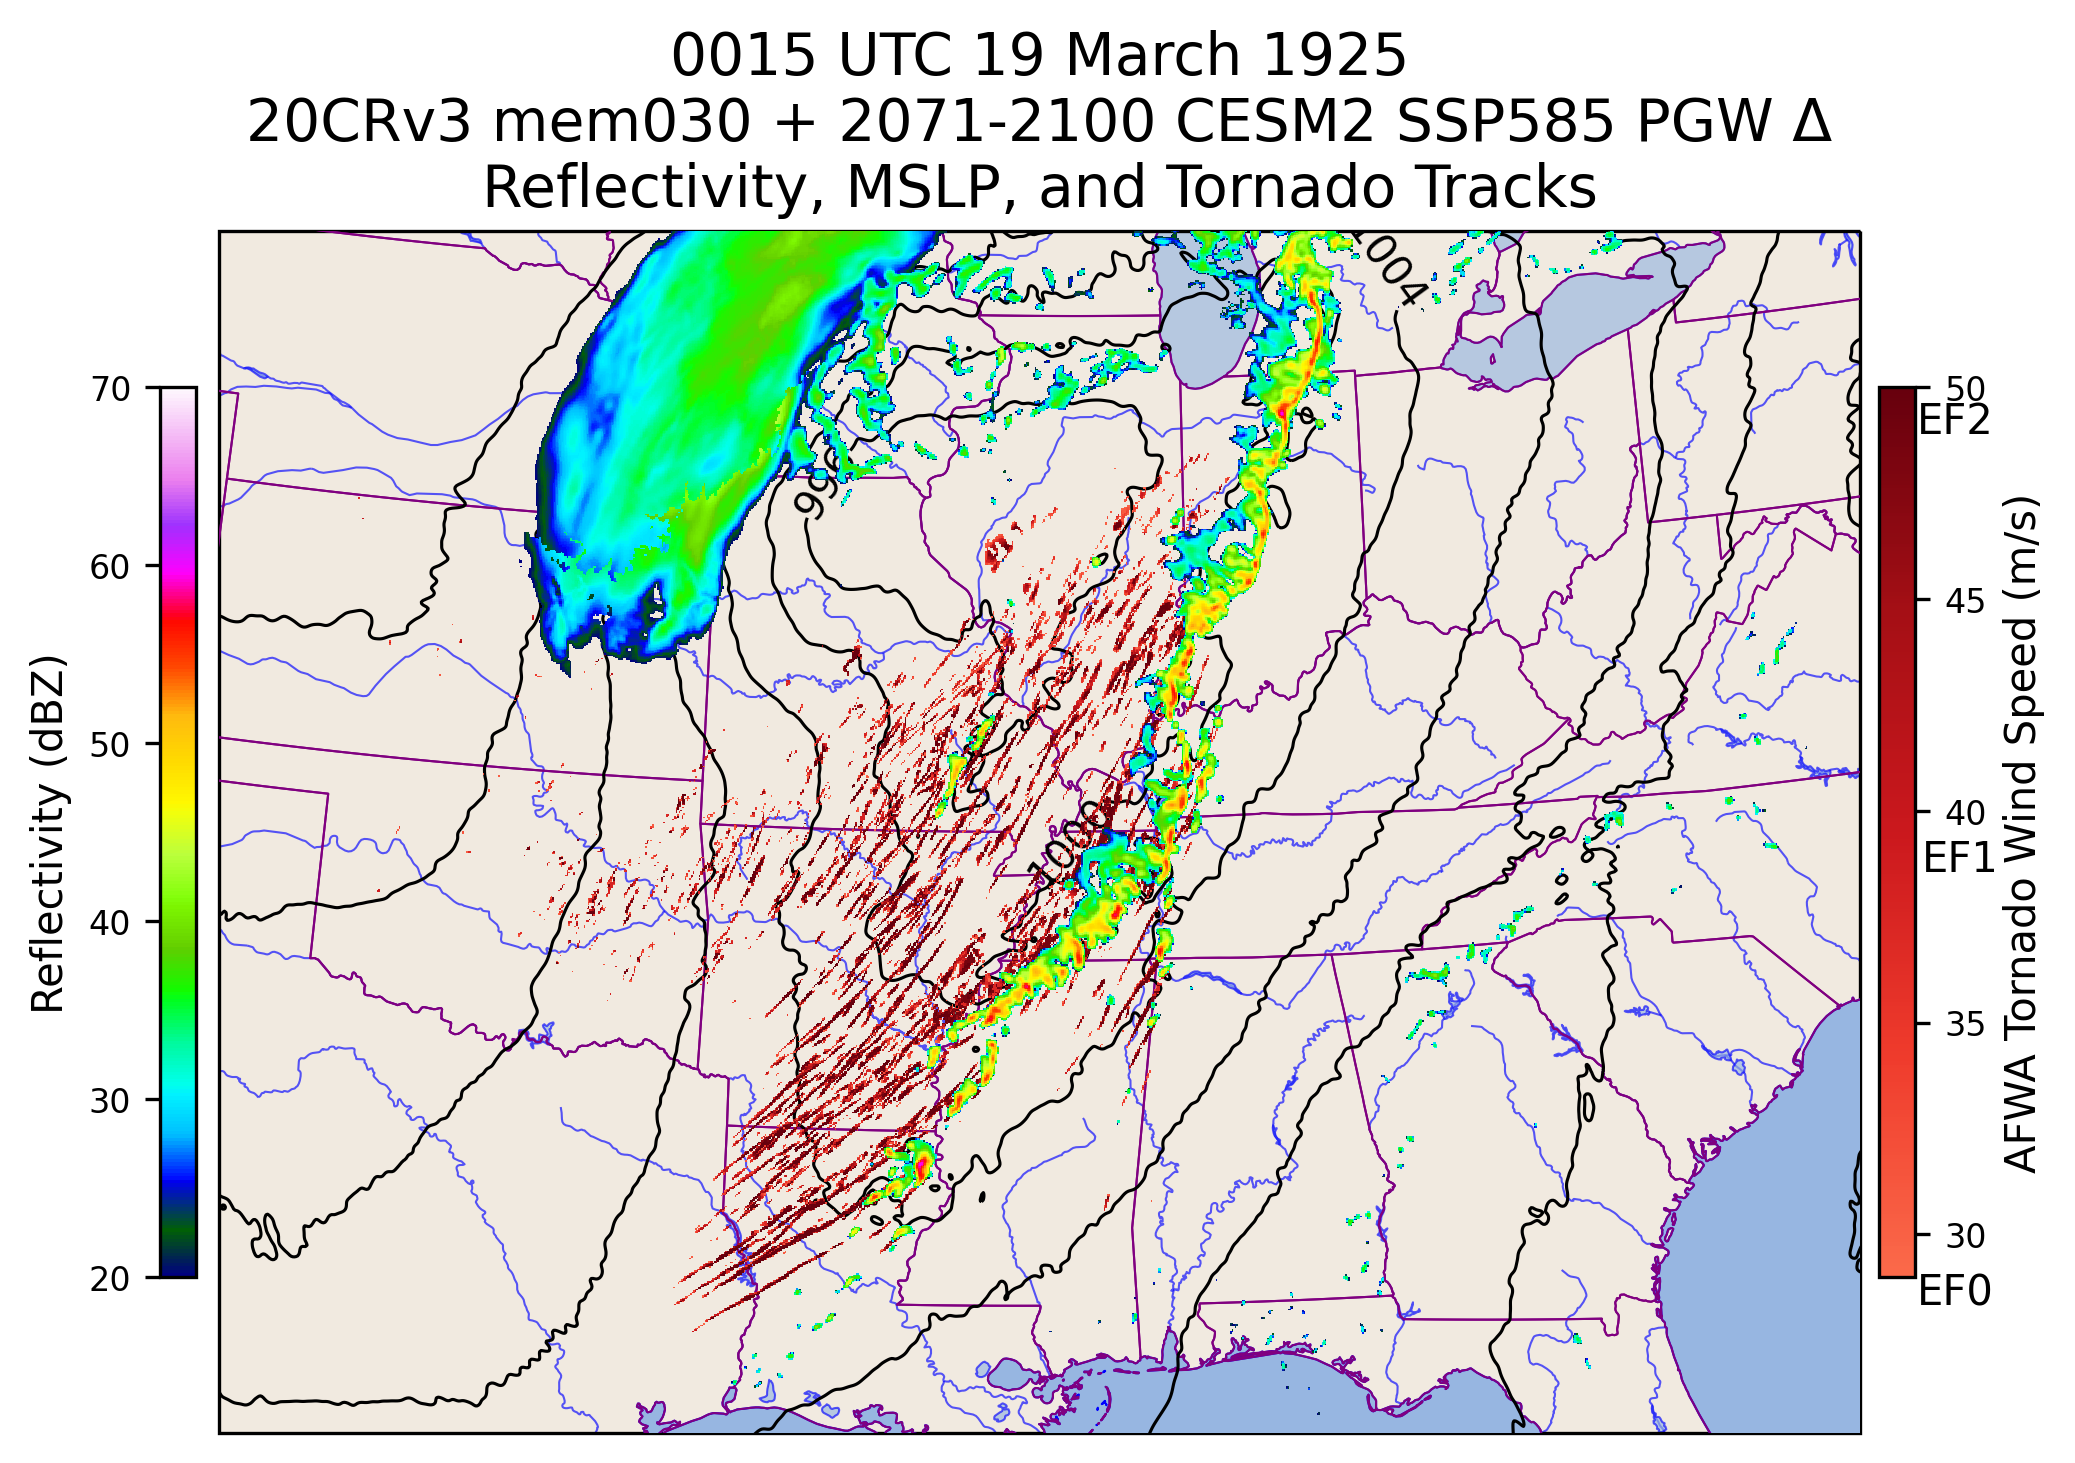 0015 UTC 19 March 1925
20CRv3 mem030 + 2071-2100 CESM2 SSP585 PGW Δ
Reflectivity, MSLP, and Tornado Tracks
Reflectivity (dBZ)
70
60
50
40
30
20
1004
996
1000
50
EF2
45
40
EF1
35
30
EF0
AFWA Tornado Wind Speed (m/s)